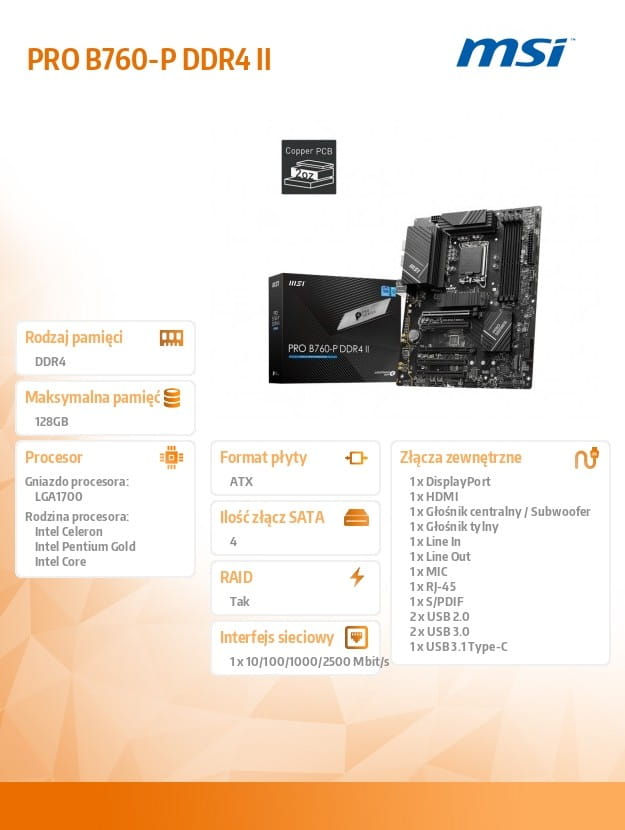 PRO B760-P DDR4 II
msi
Copper PCB
2oz
msi
PRO B760-P DDR4 II
Rodzaj pamięci
DDR4
Maksymalna pamięć
128GB
Procesor
Gniazdo procesora:
LGA1700
Rodzina procesora:
Intel Celeron
Intel Pentium Gold
Intel Core
Format płyty
ATX
Ilość złącz SATA
4
RAID
Tak
Interfejs sieciowy
1 x 10/100/1000/2500 Mbit/s
Złącza zewnętrzne
1 x DisplayPort
1 x HDMI
1 x Głośnik centralny / Subwoofer
1 x Głośnik tylny
1 x Line In
1 x Line Out
1 x MIC
1 x RJ-45
1 x S/PDIF
2 x USB 2.0
2 x USB 3.0
1 x USB 3.1 Type-C